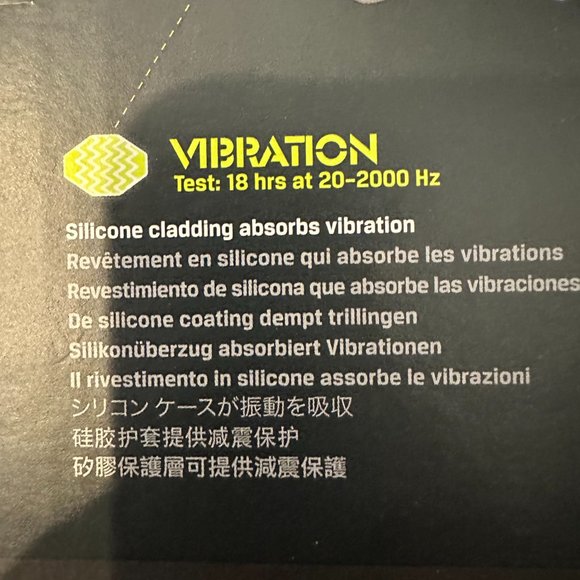 VIBRATION
Test: 18 hrs at 20–2000 Hz
Silicone cladding absorbs vibration
Revêtement en silicone qui absorbe les vibrations
Revestimiento de silicona que absorbe las vibraciones
De silicone coating dempt trillingen
Silikonüberzug absorbiert Vibrationen
Il rivestimento in silicone assorbe le vibrazioni
シリコン ケースが振動を吸収
硅胶护套提供减震保护
矽膠保護層可提供減震保護